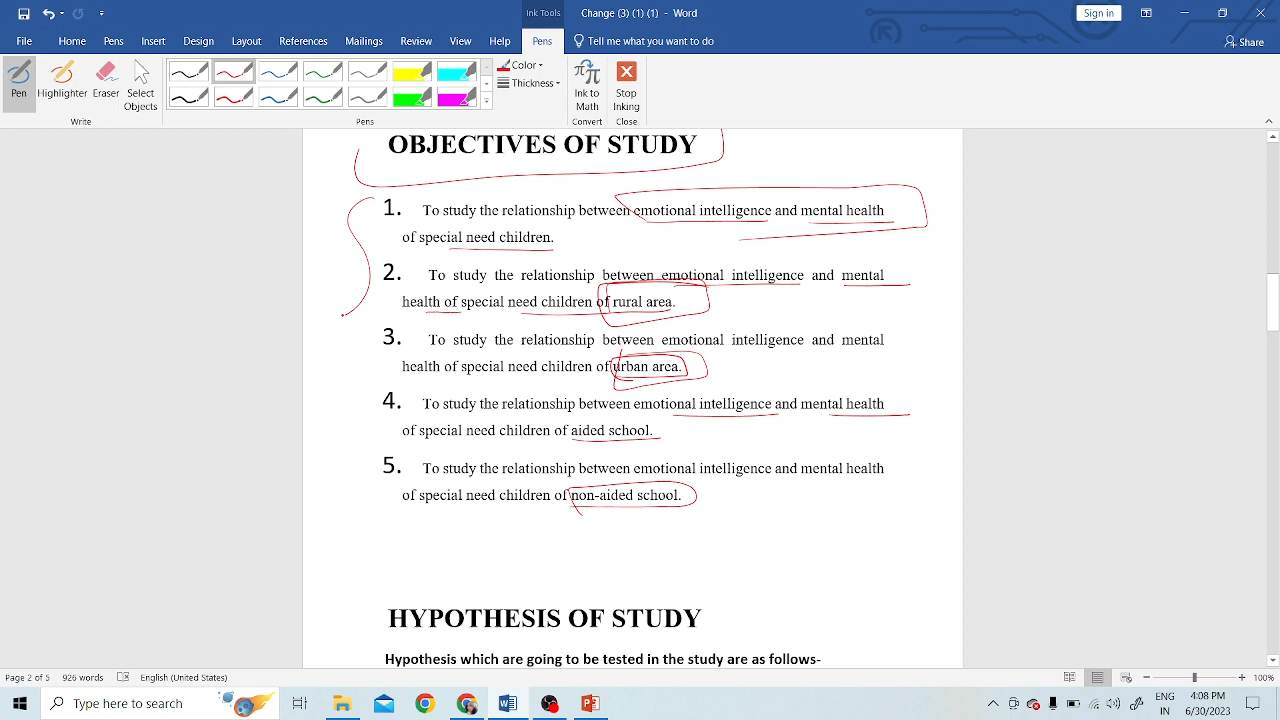 Ink Tools
Change (3) (1) (1) - Word
Sign in
File Home Pen Insert Design Layout References Mailings Review View Pens Tell me what you want to do Share
Pen Highlighter Eraser Select Objects
Color
Thickness
Ink to Math
Stop Inking
Write Pens Convert Close
OBJECTIVES OF STUDY
1. To study the relationship between emotional intelligence and mental health
of special need children.
2. To study the relationship between emotional intelligence and mental
health of special need children of rural area.
3. To study the relationship between emotional intelligence and mental
health of special need children of urban area.
4. To study the relationship between emotional intelligence and mental health
of special need children of aided school.
5. To study the relationship between emotional intelligence and mental health
of special need children of non-aided school.
HYPOTHESIS OF STUDY
Hypothesis which are going to be tested in the study are as follows-
Page 2 of 5 926 words English (United States) 100%
Type here to search
ENG 4:08 PM
IN 6/30/2023